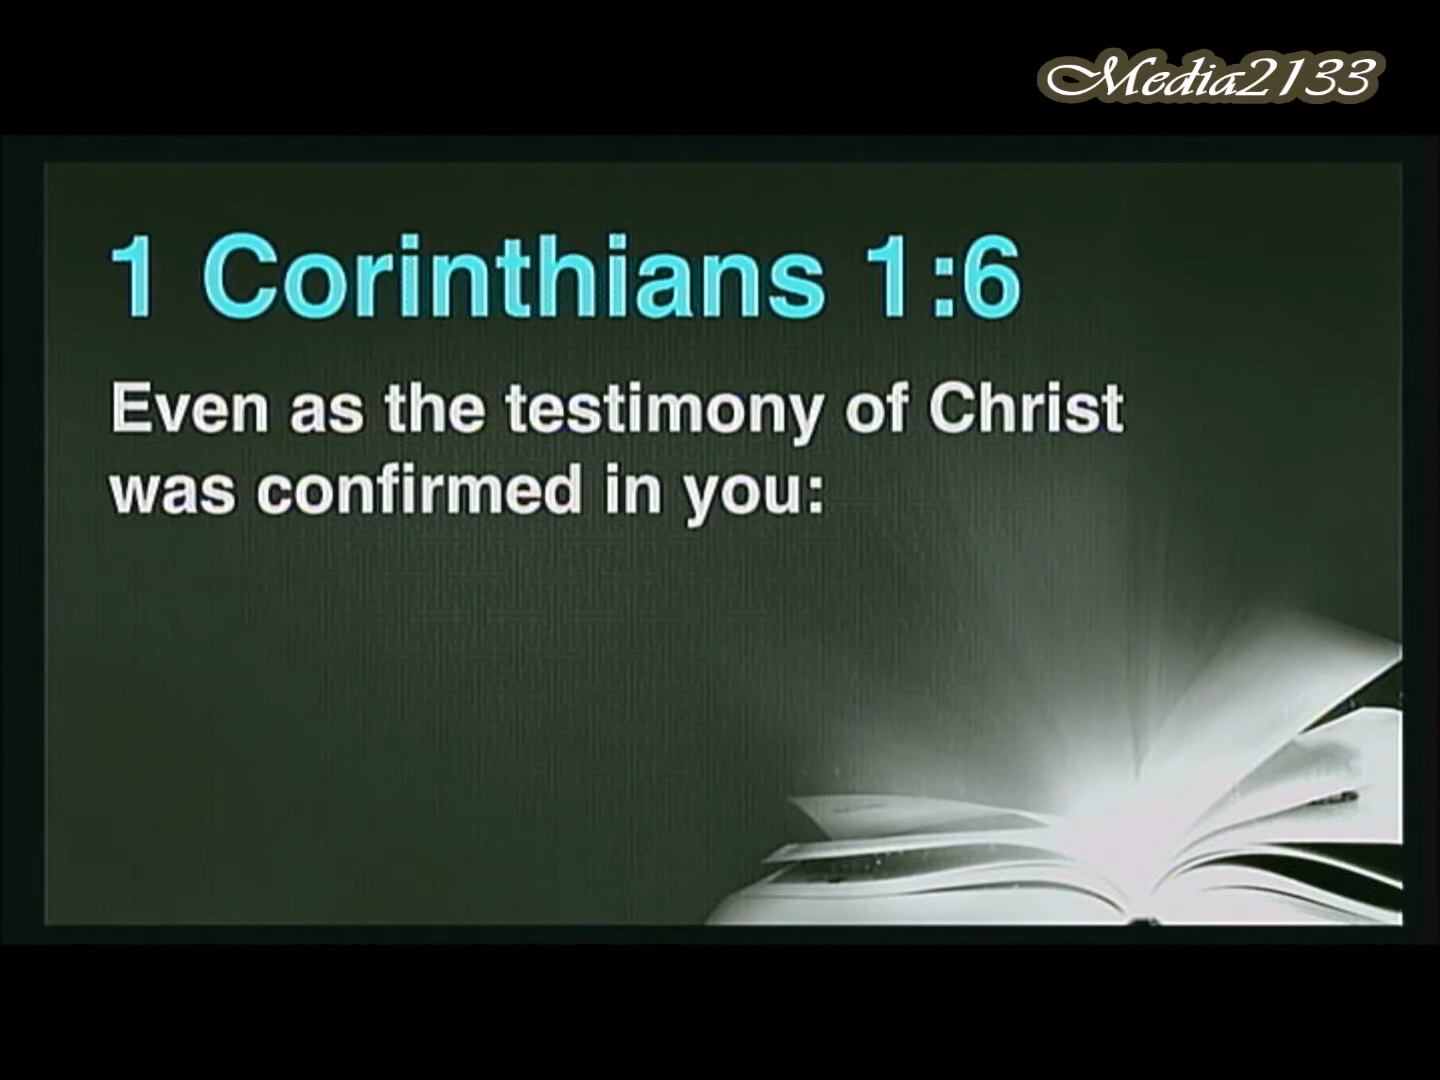 Media2133
1 Corinthians 1:6
Even as the testimony of Christ
was confirmed in you: